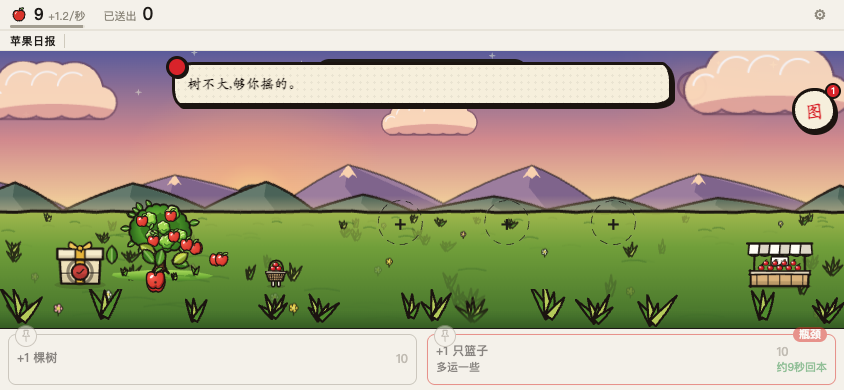 9 +1.2/秒 已送出 0
苹果日报
树不大,够你摇的。
图
1
+1 棵树 10
瓶颈
+1 只篮子 10
多运一些 约9秒回本